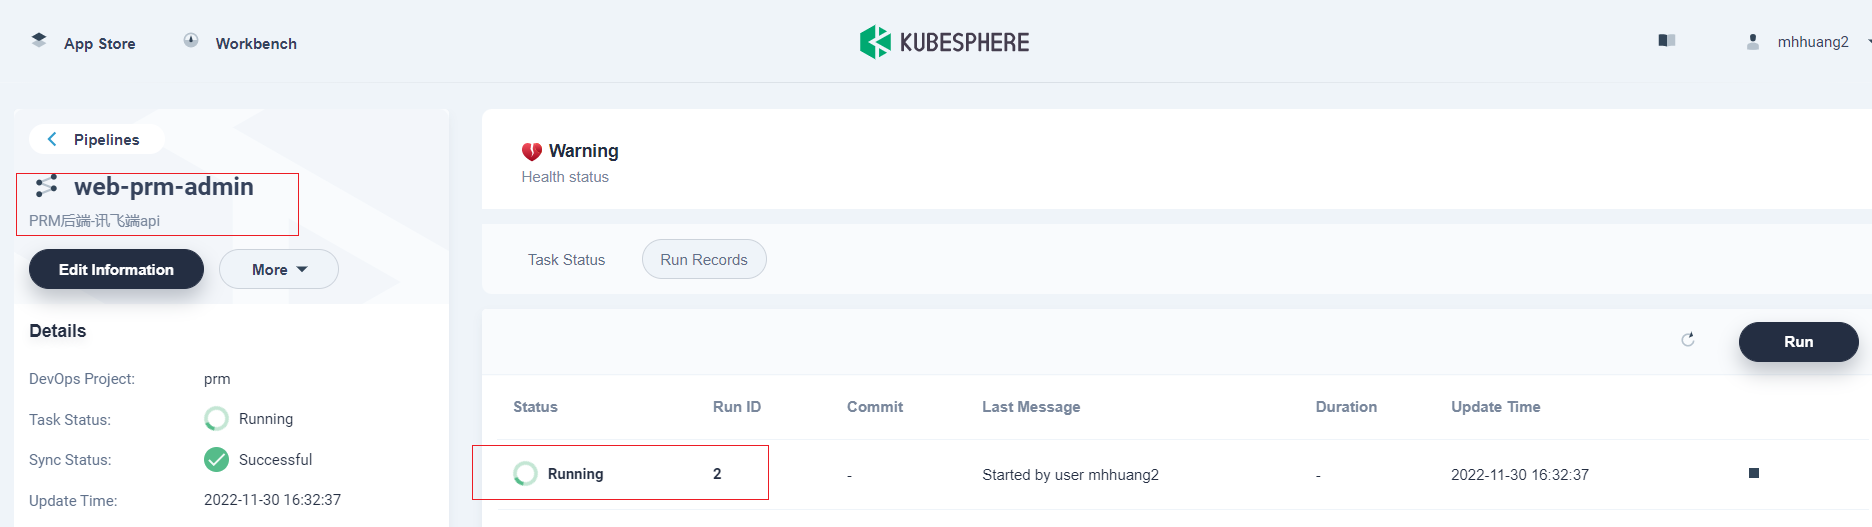 App Store
Workbench
KUBESPHERE
mhhuang2
Pipelines
web-prm-admin
PRM后端-讯飞端api
Edit Information
More
Details
DevOps Project:
prm
Task Status:
Running
Sync Status:
Successful
Update Time:
2022-11-30 16:32:37
Warning
Health status
Task Status
Run Records
Run
Status
Run ID
Commit
Last Message
Duration
Update Time
Running
2
-
Started by user mhhuang2
-
2022-11-30 16:32:37